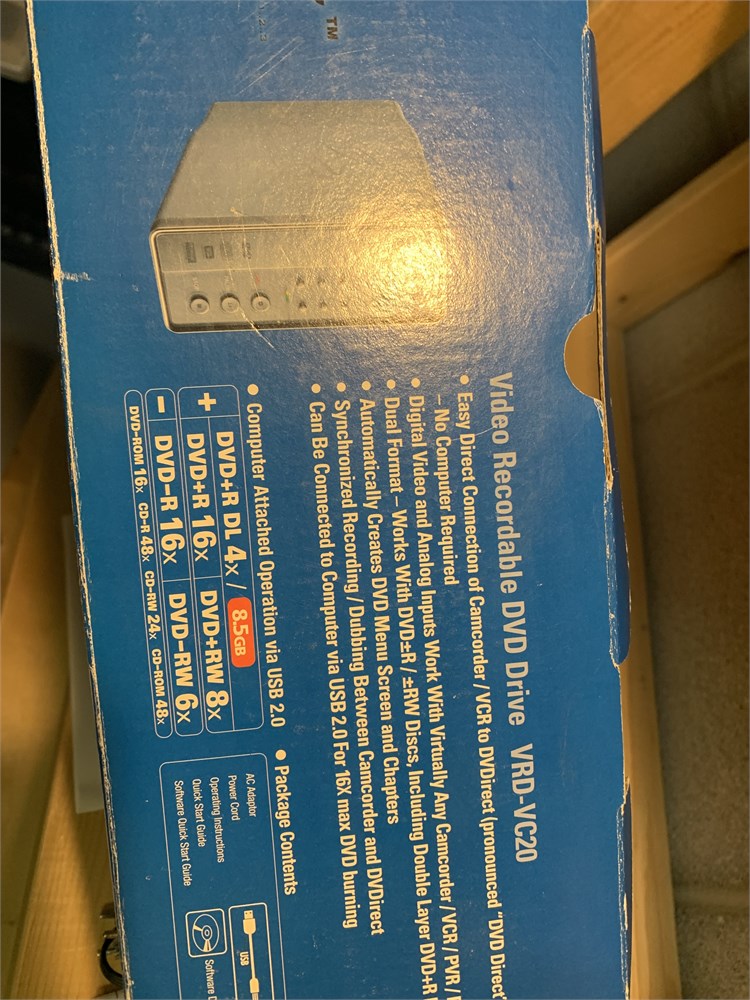 ™
Video Recordable DVD Drive VRD-VC20
• Easy Direct Connection of Camcorder / VCR to DVDirect (pronounced "DVD Direct"
– No Computer Required
• Digital Video and Analog Inputs Work With Virtually Any Camcorder / VCR / PVR /
• Dual Format – Works With DVD±R / ±RW Discs, Including Double Layer DVD+R
• Automatically Creates DVD Menu Screen and Chapters
• Synchronized Recording / Dubbing Between Camcorder and DVDirect
• Can Be Connected to Computer via USB 2.0 For 16X max DVD burning
• Computer Attached Operation via USB 2.0
+ DVD+R DL 4x / 8.5GB
DVD+R 16x DVD+RW 8x
– DVD-R 16x DVD-RW 6x
DVD-ROM 16x CD-R 48x CD-RW 24x CD-ROM 48x
• Package Contents
AC Adaptor
Power Cord
Operating Instructions
Quick Start Guide
Software Quick Start Guide
USB
Software